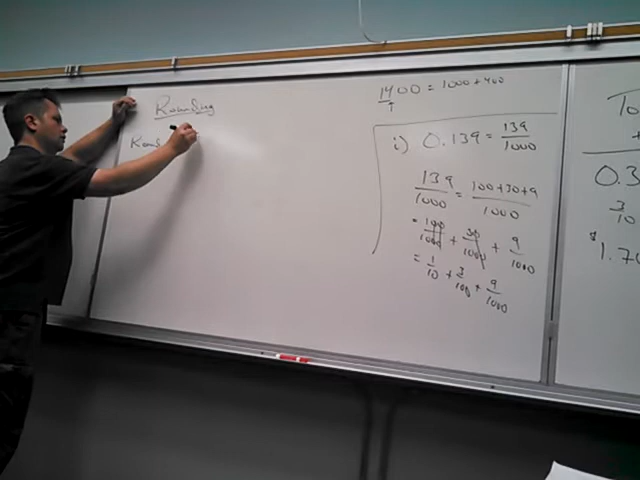 Rounding
1400 = 1000 + 400
i) 0.139 = 139/1000
139/1000 = 100+30+9/1000
= 100/1000 + 30/1000 + 9/1000
= 1/10 + 3/100 + 9/1000
To
+
0.3
3/10
$1.70